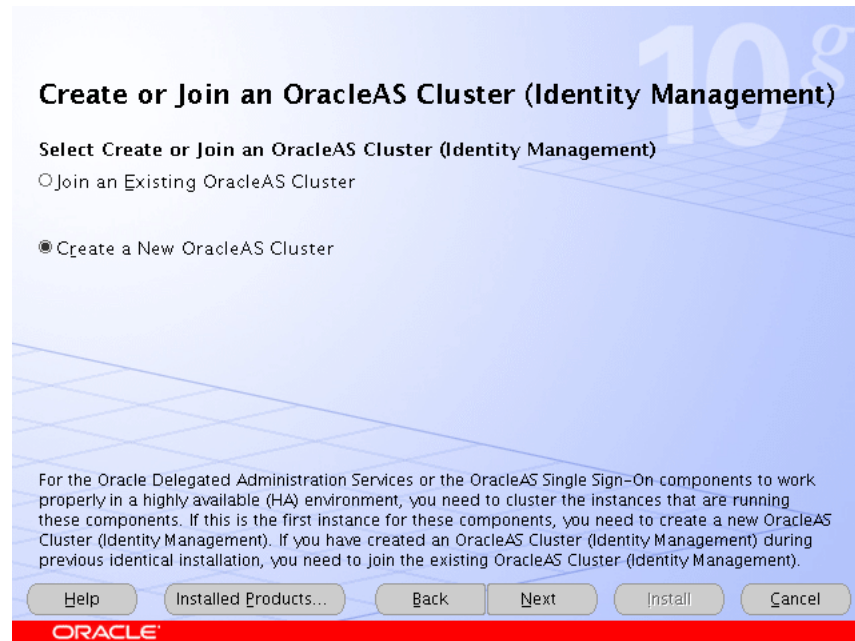 10g
Create or Join an OracleAS Cluster (Identity Management)
Select Create or Join an OracleAS Cluster (Identity Management)
Join an Existing OracleAS Cluster
Create a New OracleAS Cluster
For the Oracle Delegated Administration Services or the OracleAS Single Sign-On components to work
properly in a highly available (HA) environment, you need to cluster the instances that are running
these components. If this is the first instance for these components, you need to create a new OracleAS
Cluster (Identity Management). If you have created an OracleAS Cluster (Identity Management) during
previous identical installation, you need to join the existing OracleAS Cluster (Identity Management).
Help Installed Products... Back Next Install Cancel
ORACLE